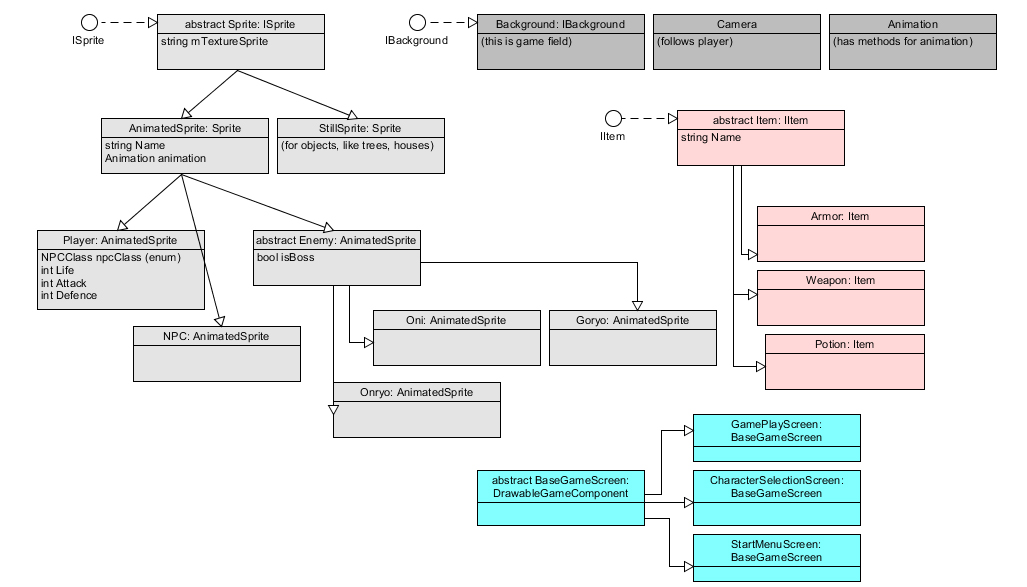 ISprite
abstract Sprite: ISprite
string mTextureSprite
IBackground
Background: IBackground
(this is game field)
Camera
(follows player)
Animation
(has methods for animation)
AnimatedSprite: Sprite
string Name
Animation animation
StillSprite: Sprite
(for objects, like trees, houses)
IItem
abstract Item: IItem
string Name
Player: AnimatedSprite
NPCClass npcClass (enum)
int Life
int Attack
int Defence
abstract Enemy: AnimatedSprite
bool isBoss
Armor: Item
Weapon: Item
Potion: Item
NPC: AnimatedSprite
Oni: AnimatedSprite
Goryo: AnimatedSprite
Onryo: AnimatedSprite
abstract BaseGameScreen:
DrawableGameComponent
GamePlayScreen:
BaseGameScreen
CharacterSelectionScreen:
BaseGameScreen
StartMenuScreen:
BaseGameScreen